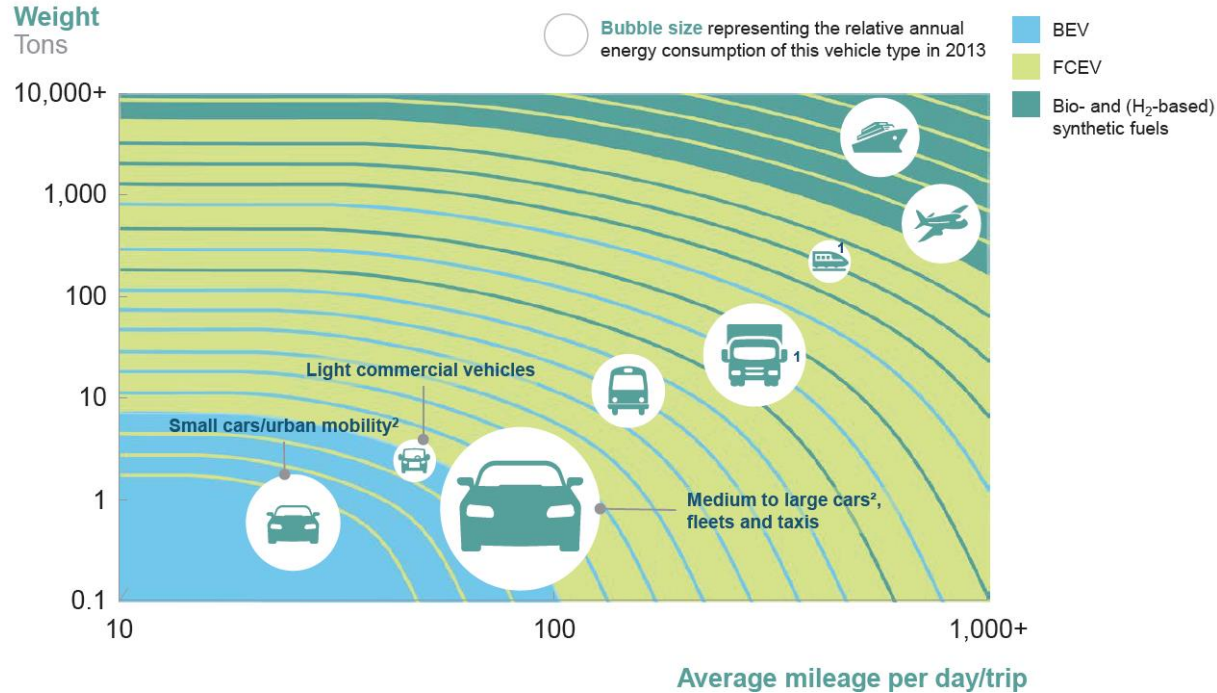 Weight
Tons
Bubble size representing the relative annual
energy consumption of this vehicle type in 2013
BEV
FCEV
Bio- and (H₂-based)
synthetic fuels
10,000+
1,000
100
10
1
0.1
1
1
Light commercial vehicles
Small cars/urban mobility²
Medium to large cars²,
fleets and taxis
10
100
1,000+
Average mileage per day/trip